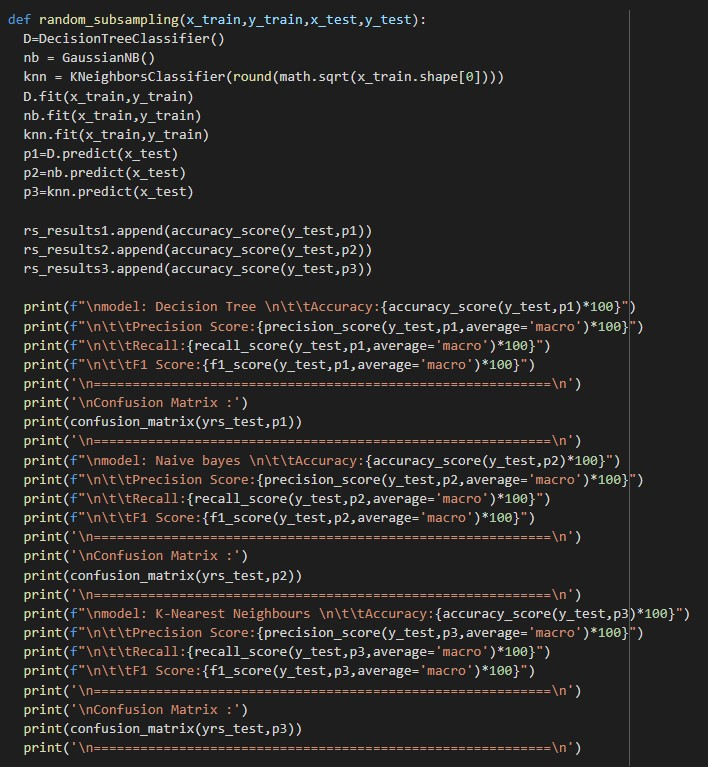 def random_subsampling(x_train,y_train,x_test,y_test):
  D=DecisionTreeClassifier()
  nb = GaussianNB()
  knn = KNeighborsClassifier(round(math.sqrt(x_train.shape[0])))
  D.fit(x_train,y_train)
  nb.fit(x_train,y_train)
  knn.fit(x_train,y_train)
  p1=D.predict(x_test)
  p2=nb.predict(x_test)
  p3=knn.predict(x_test)

  rs_results1.append(accuracy_score(y_test,p1))
  rs_results2.append(accuracy_score(y_test,p2))
  rs_results3.append(accuracy_score(y_test,p3))

  print(f"\nmodel: Decision Tree \n\t\tAccuracy:{accuracy_score(y_test,p1)*100}")
  print(f"\n\t\tPrecision Score:{precision_score(y_test,p1,average='macro')*100}")
  print(f"\n\t\tRecall:{recall_score(y_test,p1,average='macro')*100}")
  print(f"\n\t\tF1 Score:{f1_score(y_test,p1,average='macro')*100}")
  print('\n===========================================================\n')
  print('\nConfusion Matrix :')
  print(confusion_matrix(yrs_test,p1))
  print('\n===========================================================\n')
  print(f"\nmodel: Naive bayes \n\t\tAccuracy:{accuracy_score(y_test,p2)*100}")
  print(f"\n\t\tPrecision Score:{precision_score(y_test,p2,average='macro')*100}")
  print(f"\n\t\tRecall:{recall_score(y_test,p2,average='macro')*100}")
  print(f"\n\t\tF1 Score:{f1_score(y_test,p2,average='macro')*100}")
  print('\n===========================================================\n')
  print('\nConfusion Matrix :')
  print(confusion_matrix(yrs_test,p2))
  print('\n===========================================================\n')
  print(f"\nmodel: K-Nearest Neighbours \n\t\tAccuracy:{accuracy_score(y_test,p3)*100}")
  print(f"\n\t\tPrecision Score:{precision_score(y_test,p3,average='macro')*100}")
  print(f"\n\t\tRecall:{recall_score(y_test,p3,average='macro')*100}")
  print(f"\n\t\tF1 Score:{f1_score(y_test,p3,average='macro')*100}")
  print('\n===========================================================\n')
  print('\nConfusion Matrix :')
  print(confusion_matrix(yrs_test,p3))
  print('\n===========================================================\n')